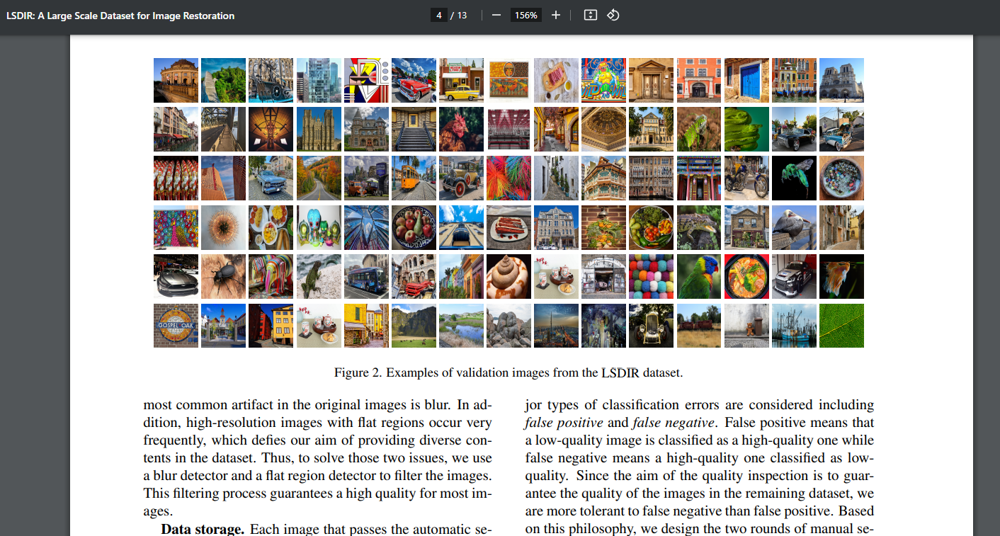 LSDIR: A Large Scale Dataset for Image Restoration
4 / 13
156%
GOSPEL OAK
Figure 2. Examples of validation images from the LSDIR dataset.
most common artifact in the original images is blur. In ad-
dition, high-resolution images with flat regions occur very
frequently, which defies our aim of providing diverse con-
tents in the dataset. Thus, to solve those two issues, we use
a blur detector and a flat region detector to filter the images.
This filtering process guarantees a high quality for most im-
ages.
Data storage. Each image that passes the automatic se-
jor types of classification errors are considered including
false positive and false negative. False positive means that
a low-quality image is classified as a high-quality one while
false negative means a high-quality one classified as low-
quality. Since the aim of the quality inspection is to guar-
antee the quality of the images in the remaining dataset, we
are more tolerant to false negative than false positive. Based
on this philosophy, we design the two rounds of manual se-